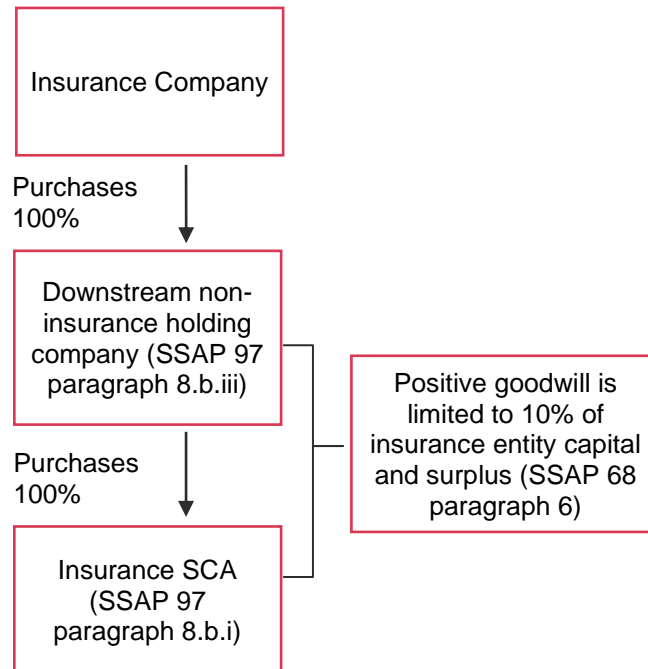 Insurance Company
Purchases
100%
Downstream non-
insurance holding
company (SSAP 97
paragraph 8.b.iii)
Positive goodwill is
limited to 10% of
insurance entity capital
and surplus (SSAP 68
paragraph 6)
Purchases
100%
Insurance SCA
(SSAP 97
paragraph 8.b.i)